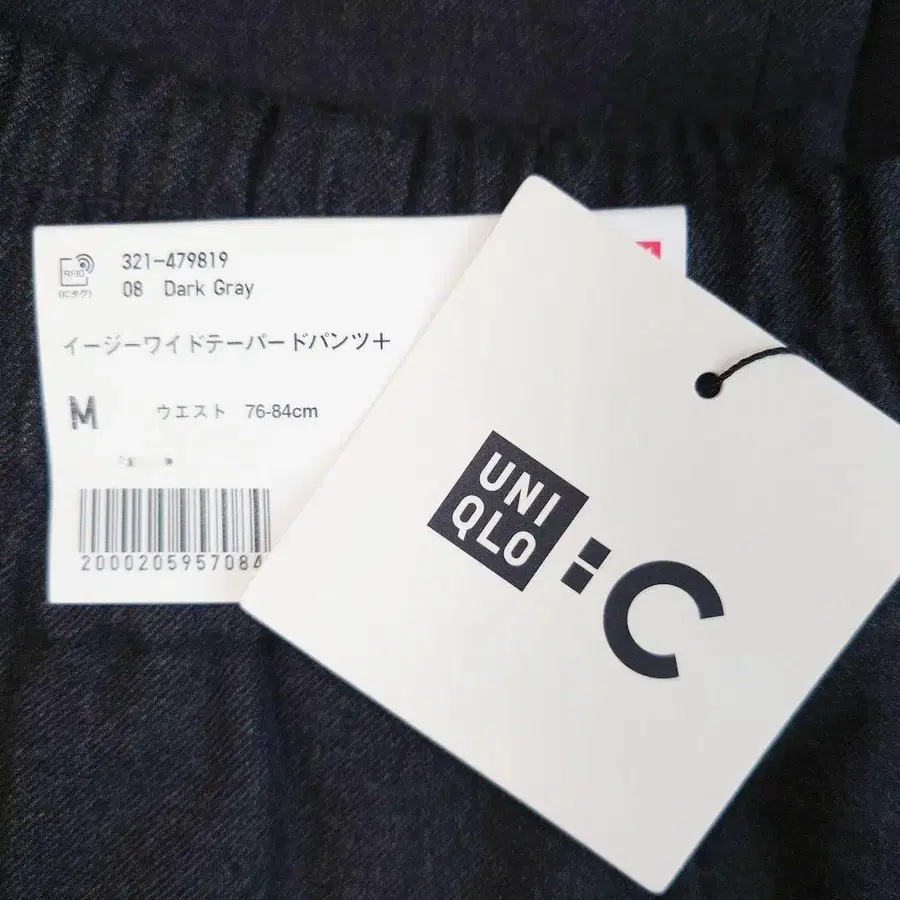 RFID
(ICタグ)
321-479819
08 Dark Gray
イージーワイドテーパードパンツ+
M ウエスト 76-84cm
2000205957084
UNI
QLO
:C